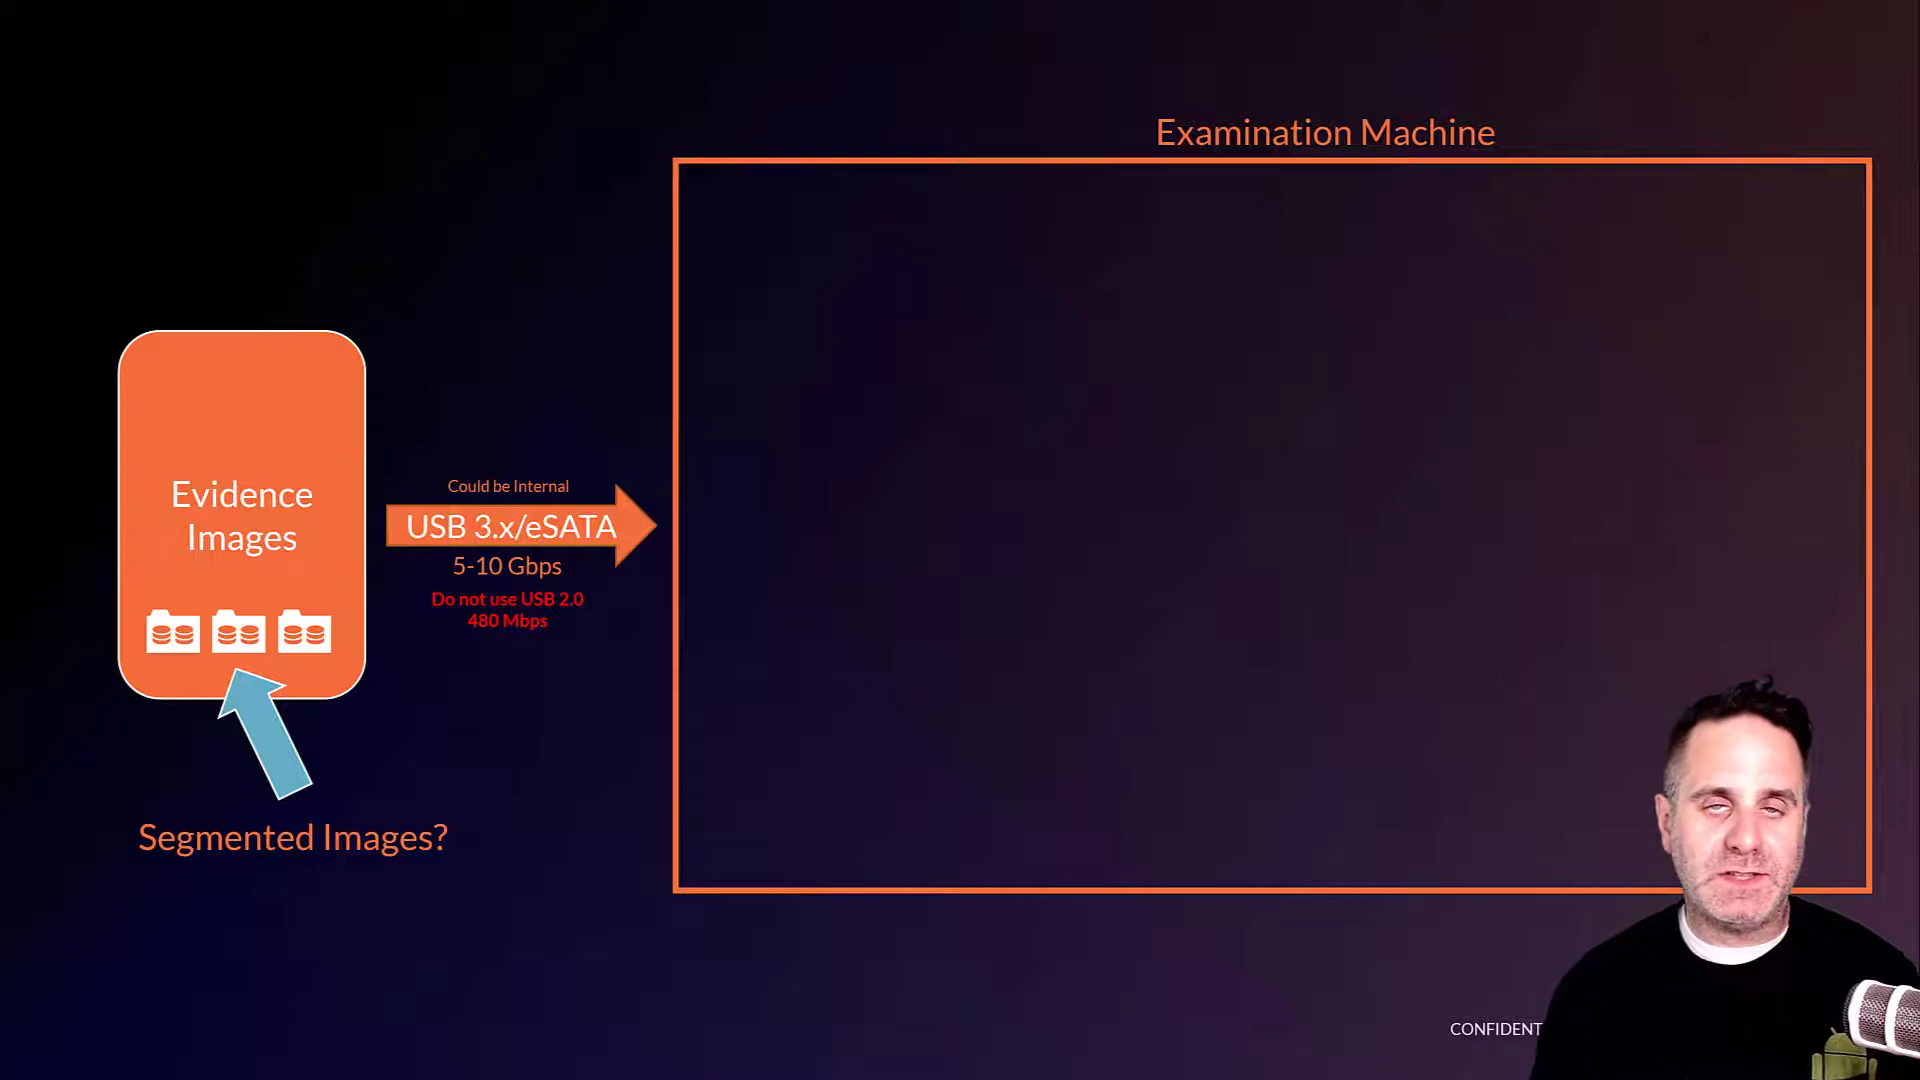 Examination Machine
Evidence
Images
Could be Internal
USB 3.x/eSATA
5-10 Gbps
Do not use USB 2.0
480 Mbps
Segmented Images?
CONFIDENT